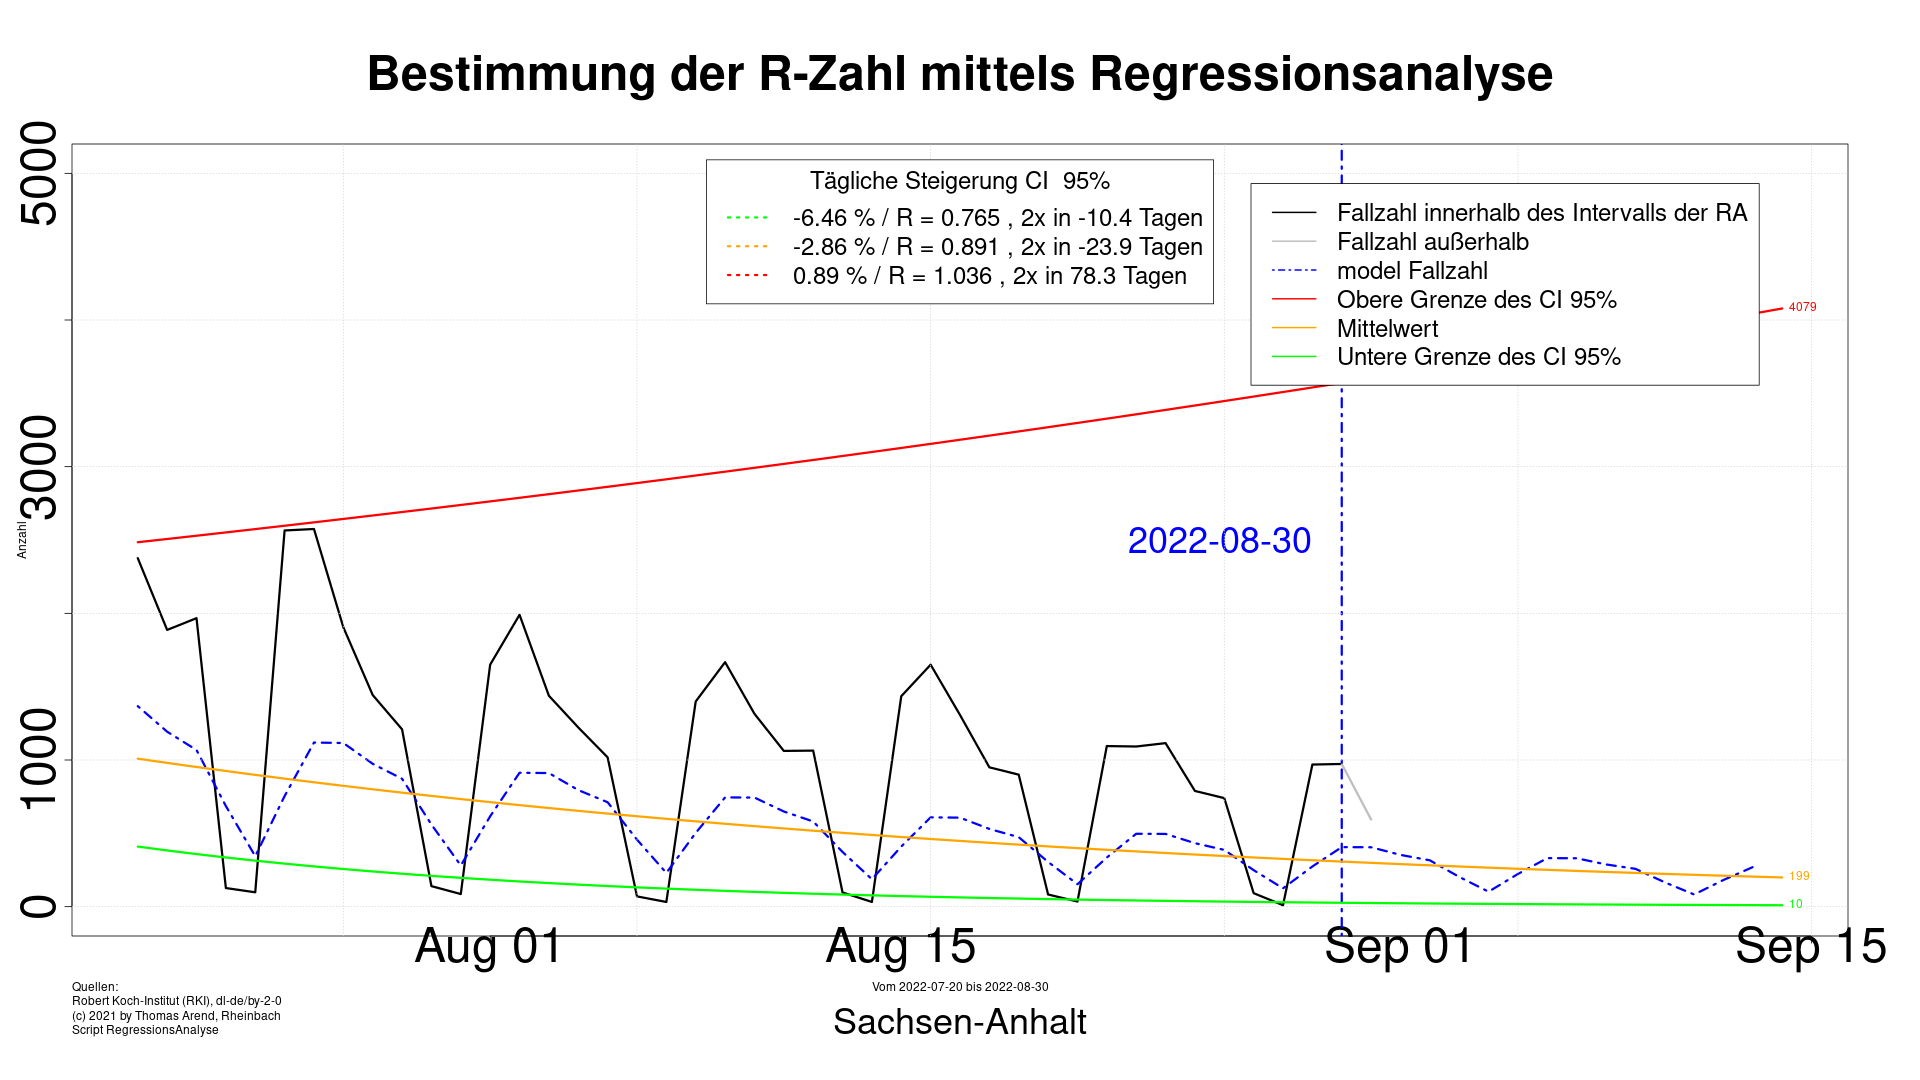 Bestimmung der R-Zahl mittels Regressionsanalyse
Tägliche Steigerung CI  95%
-6.46 % / R = 0.765 , 2x in -10.4 Tagen
-2.86 % / R = 0.891 , 2x in -23.9 Tagen
0.89 % / R = 1.036 , 2x in 78.3 Tagen
Fallzahl innerhalb des Intervalls der RA
Fallzahl außerhalb
model Fallzahl
Obere Grenze des CI 95%
Mittelwert
Untere Grenze des CI 95%
5000
3000
1000
0
Anzahl
4079
2022-08-30
199
10
Aug 01
Aug 15
Sep 01
Sep 15
Vom 2022-07-20 bis 2022-08-30
Sachsen-Anhalt
Quellen:
Robert Koch-Institut (RKI), dl-de/by-2-0
(c) 2021 by Thomas Arend, Rheinbach
Script RegressionsAnalyse